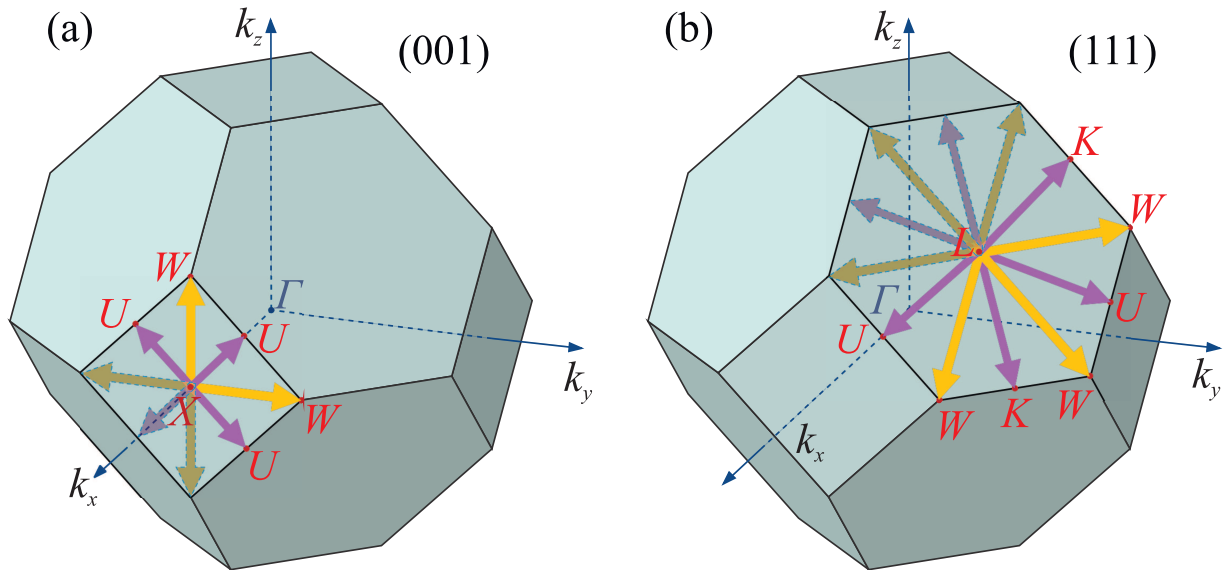 (a)
k_z
(001)
W
U
Γ
U
X
W
U
k_y
k_x
(b)
k_z
(111)
K
W
L
Γ
U
U
k_x
W
K
W
k_y